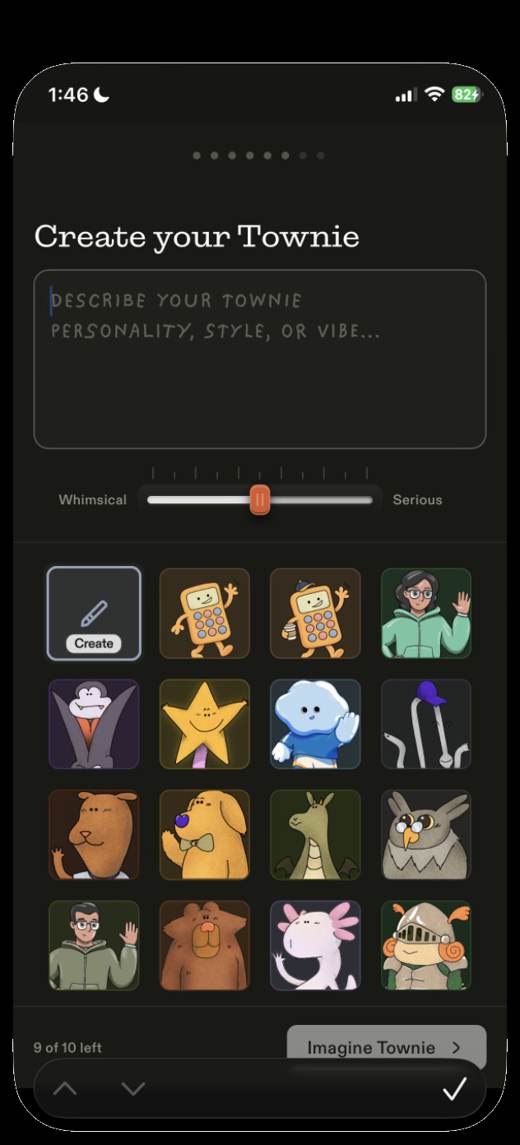 1:46
82
Create your Townie
DESCRIBE YOUR TOWNIE
PERSONALITY, STYLE, OR VIBE...
Whimsical
Serious
Create
9 of 10 left
Imagine Townie